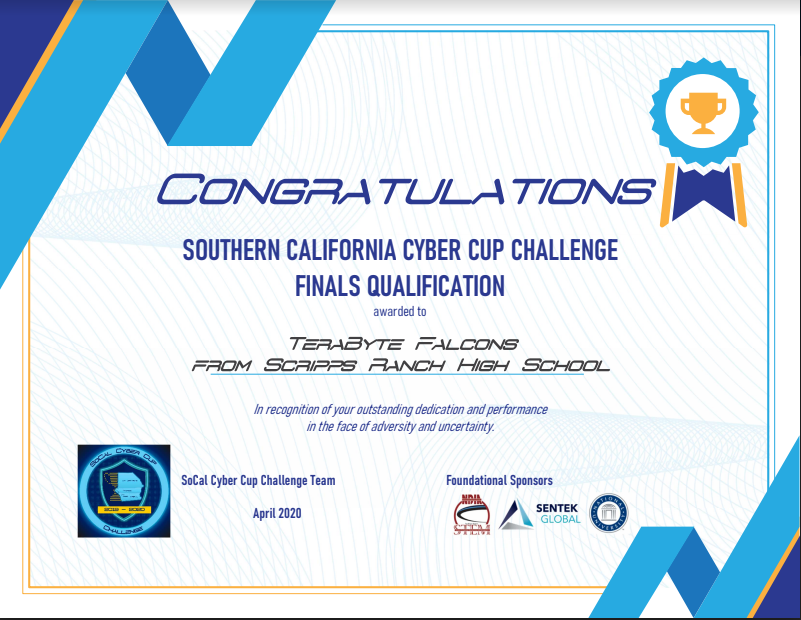 CONGRATULATIONS
SOUTHERN CALIFORNIA CYBER CUP CHALLENGE
FINALS QUALIFICATION
awarded to
TERABYTE FALCONS
FROM SCRIPPS RANCH HIGH SCHOOL
In recognition of your outstanding dedication and performance
in the face of adversity and uncertainty.
SOCAL CYBER CUP
2019 - 2020
CHALLENGE
SoCal Cyber Cup Challenge Team
April 2020
Foundational Sponsors
NDIA
SENTEK
GLOBAL
NATIONAL UNIVERSITY